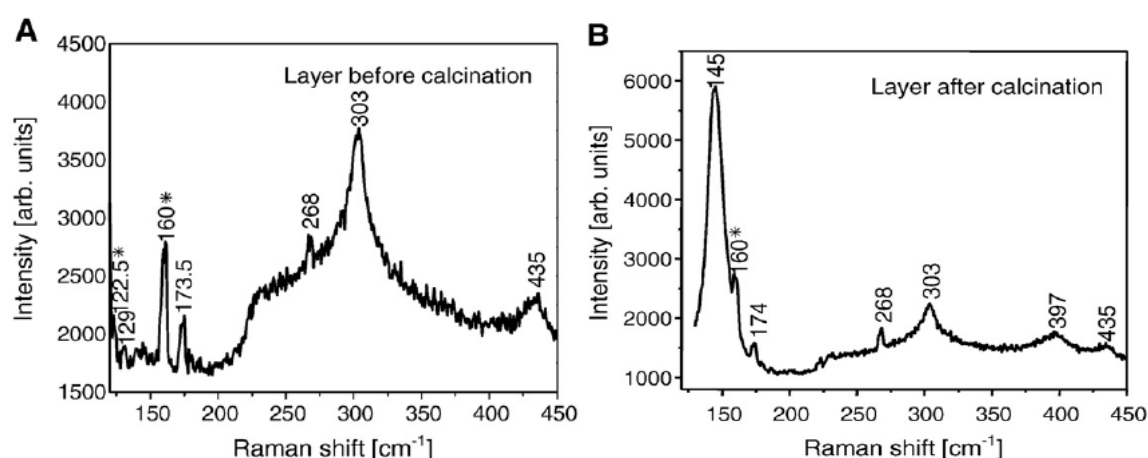 A
Layer before calcination
Intensity [arb. units]
4500
4000
3500
3000
2500
2000
1500
122.5*
129
160*
173.5
268
303
435
150 200 250 300 350 400 450
Raman shift [cm-1]
B
Layer after calcination
Intensity [arb. units]
6000
5000
4000
3000
2000
1000
145
160*
174
268
303
397
435
150 200 250 300 350 400 450
Raman shift [cm-1]